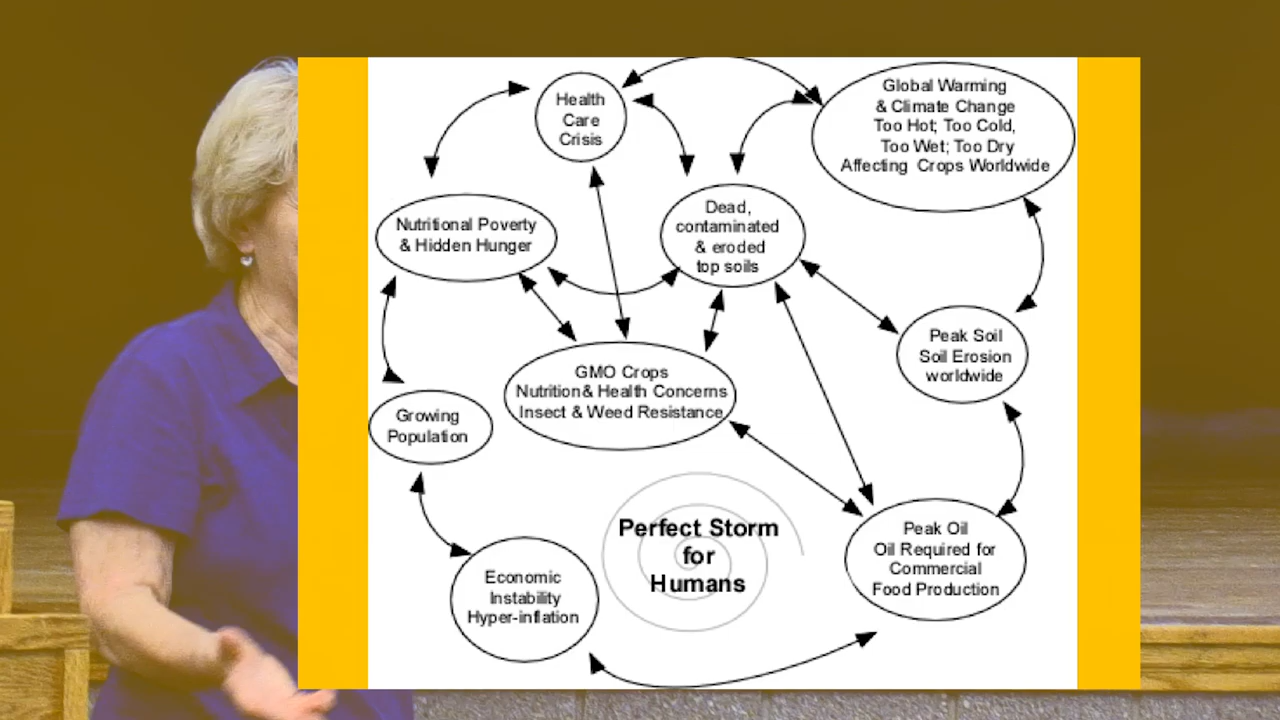 Health
Care
Crisis
Global Warming
& Climate Change
Too Hot; Too Cold,
Too Wet; Too Dry
Affecting Crops Worldwide
Nutritional Poverty
& Hidden Hunger
Dead,
contaminated
& eroded
top soils
Peak Soil
Soil Erosion
worldwide
GMO Crops
Nutrition & Health Concerns
Insect & Weed Resistance
Growing
Population
Perfect Storm
for
Humans
Peak Oil
Oil Required for
Commercial
Food Production
Economic
Instability
Hyper-inflation